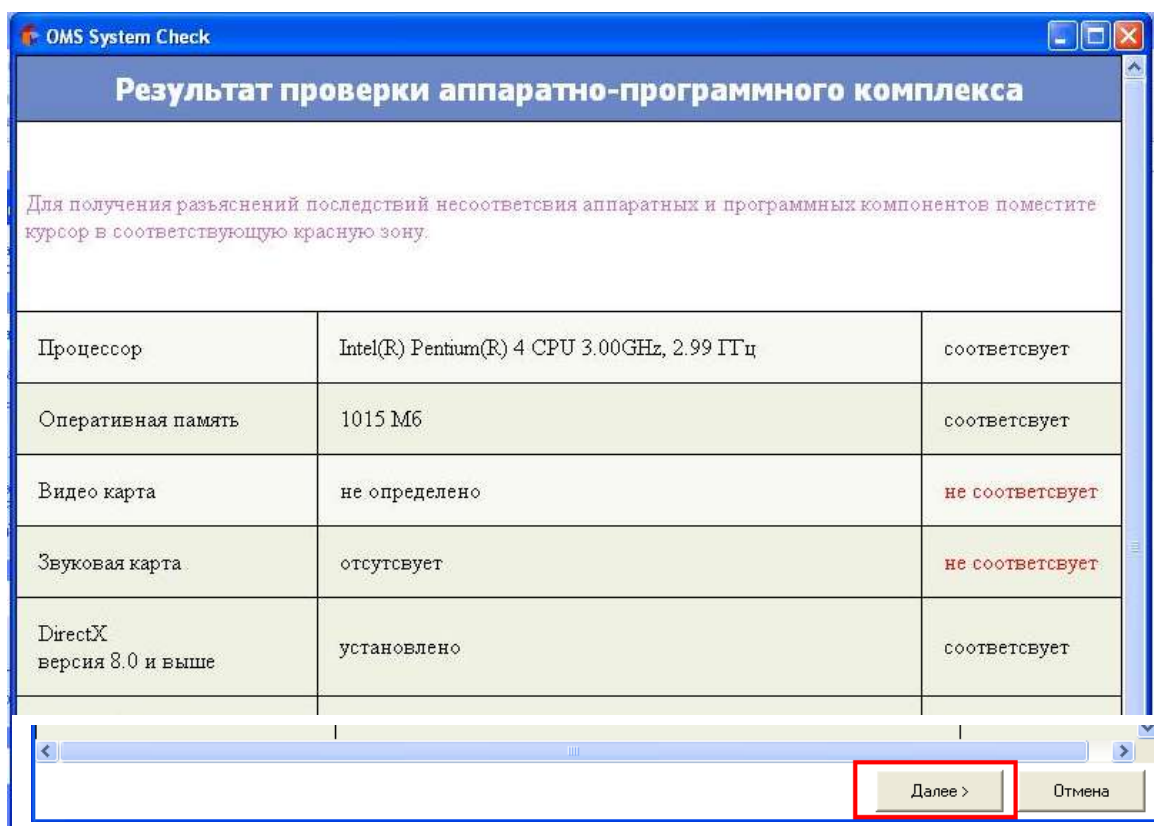 OMS System Check
Результат проверки аппаратно-программного комплекса
Для получения разьяснений последствий несоответсвия аппаратных и программных компонентов поместите
курсор в соответствующую красную зону.
Процессор Intel(R) Pentium(R) 4 CPU 3.00GHz, 2.99 ГГц соответсвует
Оперативная память 1015 Мб соответсвует
Видео карта не определено не соответсвует
Звуковая карта отсутсвует не соответсвует
DirectX
версия 8.0 и выше установлено соответсвует
Далее > Отмена